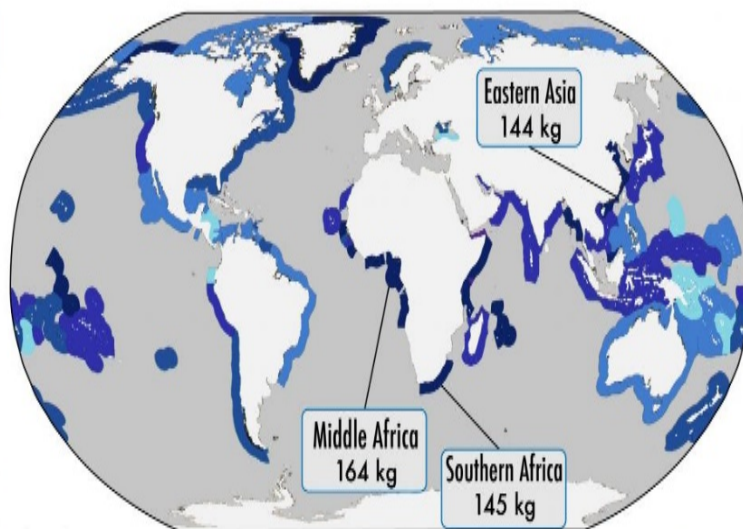 Eastern Asia
144 kg
Middle Africa
164 kg
Southern Africa
145 kg